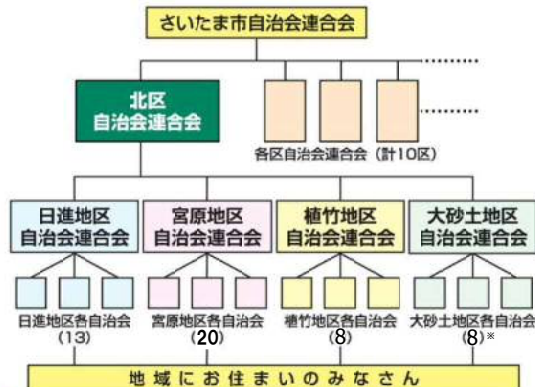 さいたま市自治会連合会
北区
自治会連合会
各区自治会連合会（計10区）
日進地区
自治会連合会
宮原地区
自治会連合会
植竹地区
自治会連合会
大砂土地区
自治会連合会
日進地区各自治会
(13)
宮原地区各自治会
(20)
植竹地区各自治会
(8)
大砂土地区各自治会
(8)※
地域にお住まいのみなさん